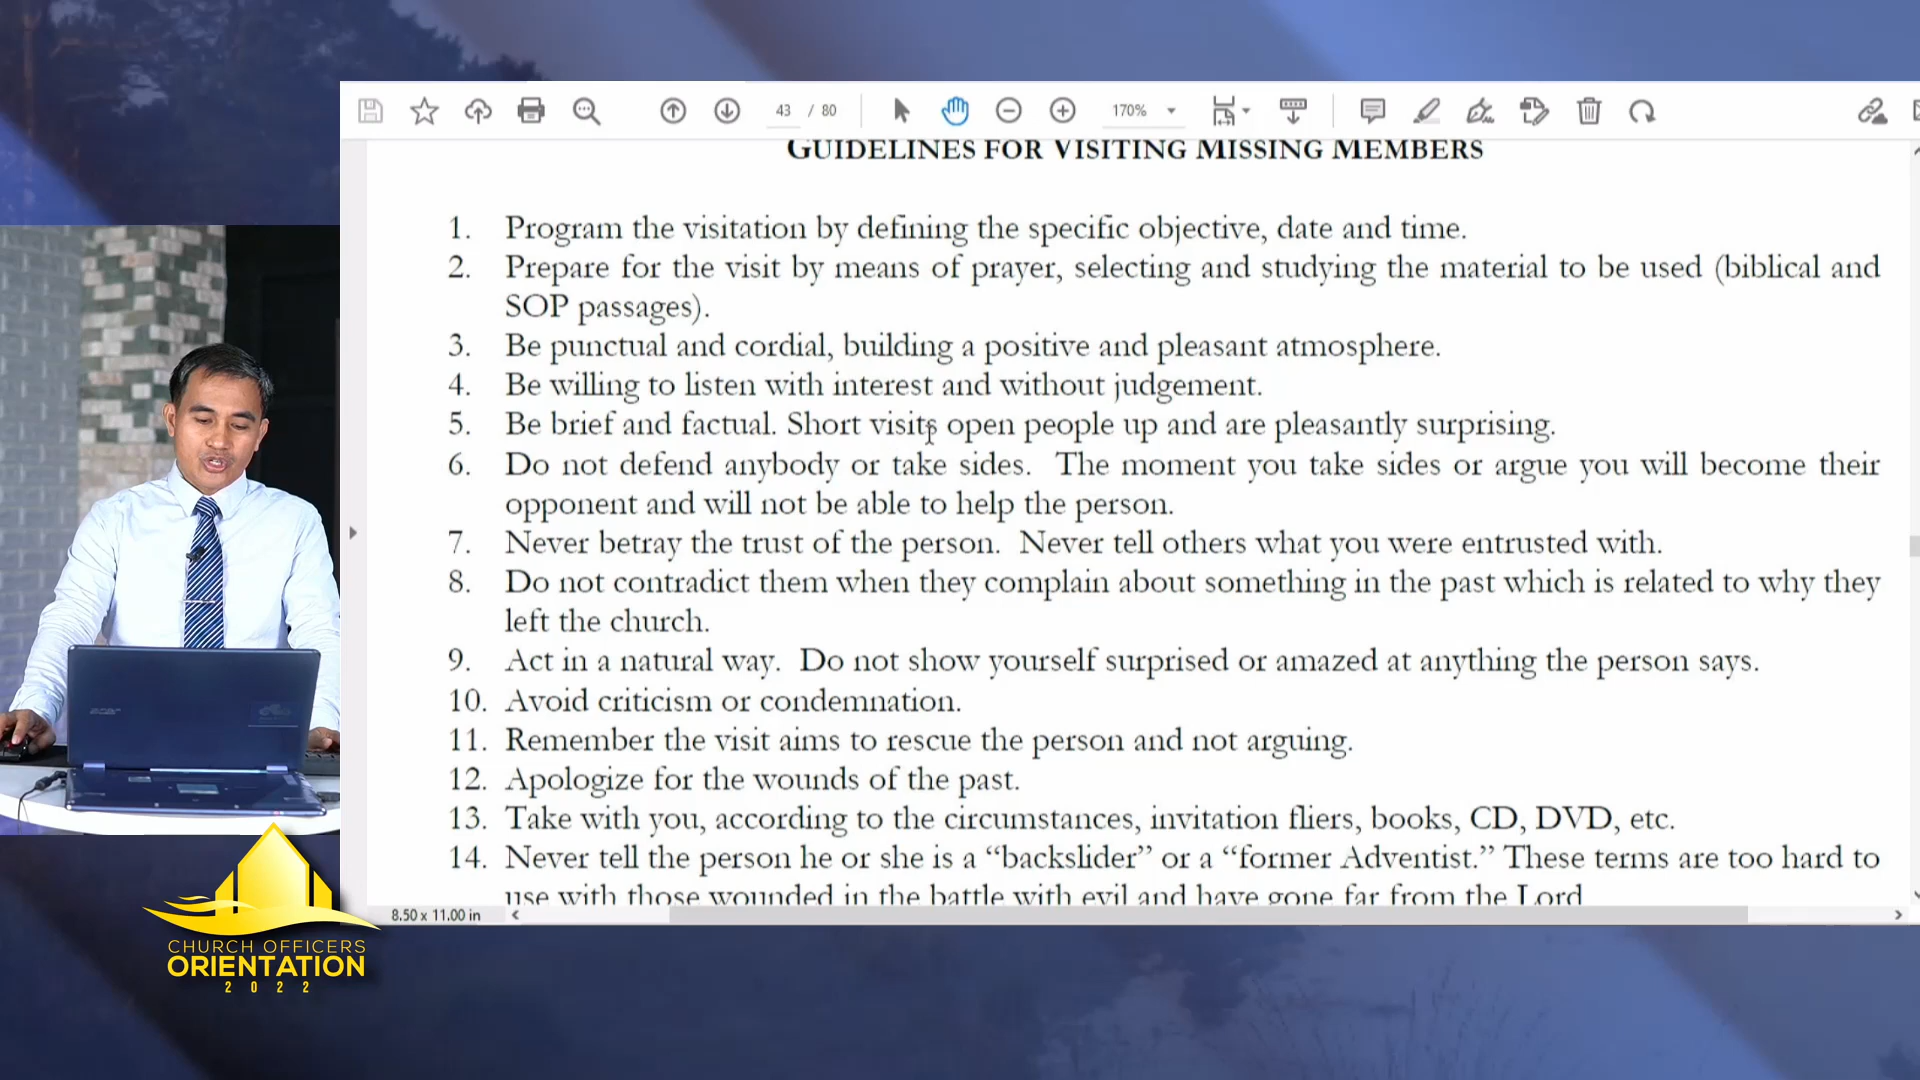 43 / 80
170%
GUIDELINES FOR VISITING MISSING MEMBERS
1. Program the visitation by defining the specific objective, date and time.
2. Prepare for the visit by means of prayer, selecting and studying the material to be used (biblical and
SOP passages).
3. Be punctual and cordial, building a positive and pleasant atmosphere.
4. Be willing to listen with interest and without judgement.
5. Be brief and factual. Short visits open people up and are pleasantly surprising.
6. Do not defend anybody or take sides. The moment you take sides or argue you will become their
opponent and will not be able to help the person.
7. Never betray the trust of the person. Never tell others what you were entrusted with.
8. Do not contradict them when they complain about something in the past which is related to why they
left the church.
9. Act in a natural way. Do not show yourself surprised or amazed at anything the person says.
10. Avoid criticism or condemnation.
11. Remember the visit aims to rescue the person and not arguing.
12. Apologize for the wounds of the past.
13. Take with you, according to the circumstances, invitation fliers, books, CD, DVD, etc.
14. Never tell the person he or she is a “backslider” or a “former Adventist.” These terms are too hard to
use with those wounded in the battle with evil and have gone far from the Lord
8.50 x 11.00 in
CHURCH OFFICERS
ORIENTATION
2022